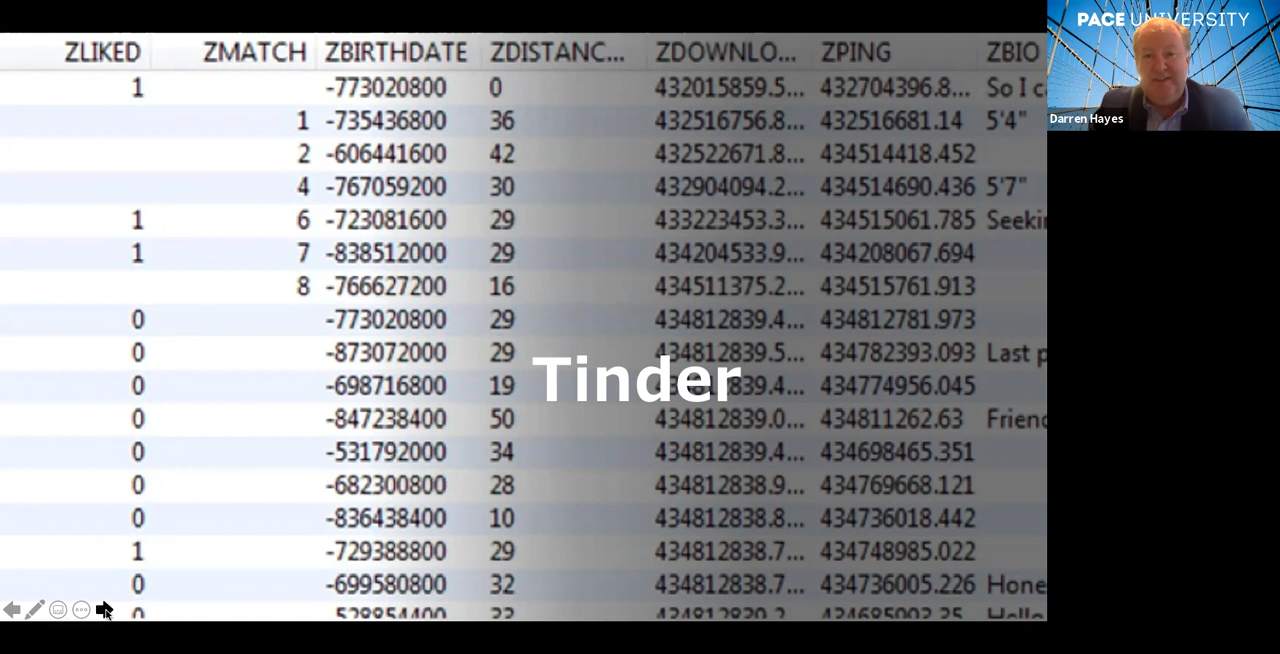 ZLIKED ZMATCH ZBIRTHDATE ZDISTANC... ZDOWNLO... ZPING ZBIO
1 -773020800 0 432015859.5... 432704396.8... So I c
1 -735436800 36 432516756.8... 432516681.14 5'4"
2 -606441600 42 432522671.8... 434514418.452
4 -767059200 30 432904094.2... 434514690.436 5'7"
1 6 -723081600 29 433223453.3... 434515061.785 Seekin
1 7 -838512000 29 434204533.9... 434208067.694
8 -766627200 16 434511375.2... 434515761.913
0 -773020800 29 434812839.4... 434812781.973
0 -873072000 29 434812839.5... 434782393.093 Last p
Tinder
0 -698716800 19 434812839.4... 434774956.045
0 -847238400 50 434812839.0... 434811262.63 Friend
0 -531792000 34 434812839.4... 434698465.351
0 -682300800 28 434812838.9... 434769668.121
0 -836438400 10 434812838.8... 434736018.442
1 -729388800 29 434812838.7... 434748985.022
0 -699580800 32 434812838.7... 434736005.226 Hone
PACE UNIVERSITY
Darren Hayes